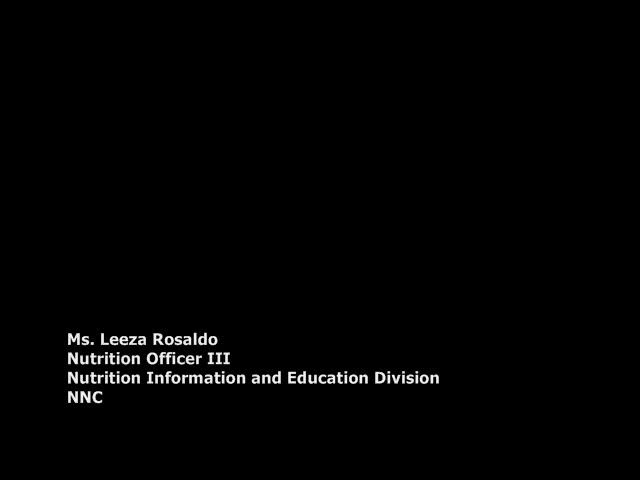 Ms. Leeza Rosaldo
Nutrition Officer III
Nutrition Information and Education Division
NNC